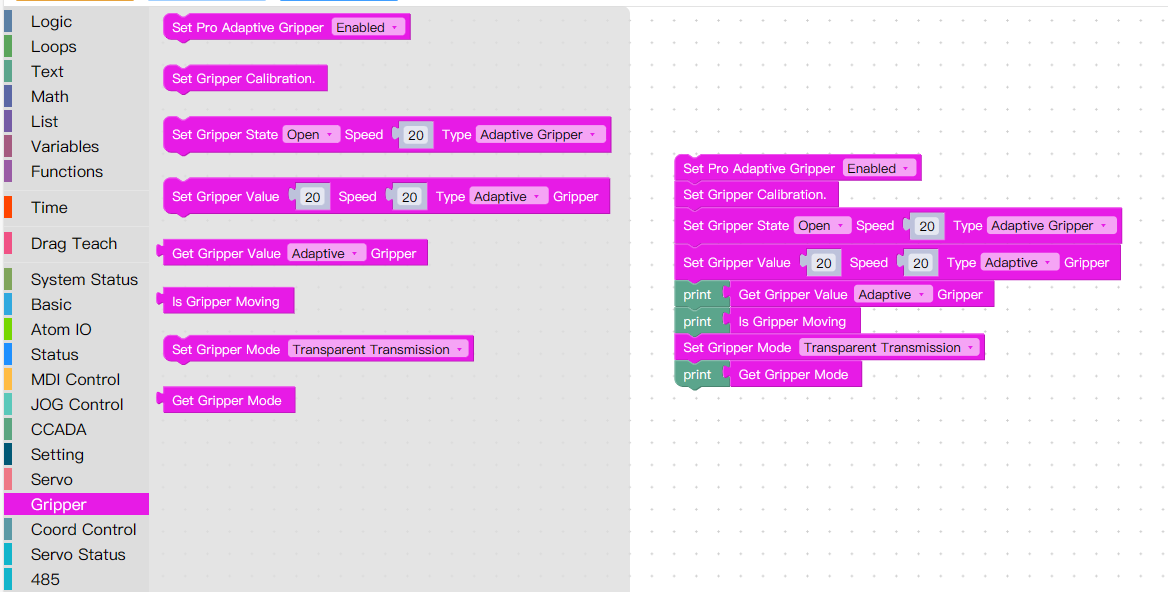 Logic
Loops
Text
Math
List
Variables
Functions
Time
Drag Teach
System Status
Basic
Atom IO
Status
MDI Control
JOG Control
CCADA
Setting
Servo
Gripper
Coord Control
Servo Status
485
Set Pro Adaptive Gripper Enabled
Set Gripper Calibration.
Set Gripper State Open Speed 20 Type Adaptive Gripper
Set Gripper Value 20 Speed 20 Type Adaptive Gripper
Get Gripper Value Adaptive Gripper
Is Gripper Moving
Set Gripper Mode Transparent Transmission
Get Gripper Mode
Set Pro Adaptive Gripper Enabled
Set Gripper Calibration.
Set Gripper State Open Speed 20 Type Adaptive Gripper
Set Gripper Value 20 Speed 20 Type Adaptive Gripper
print Get Gripper Value Adaptive Gripper
print Is Gripper Moving
Set Gripper Mode Transparent Transmission
print Get Gripper Mode